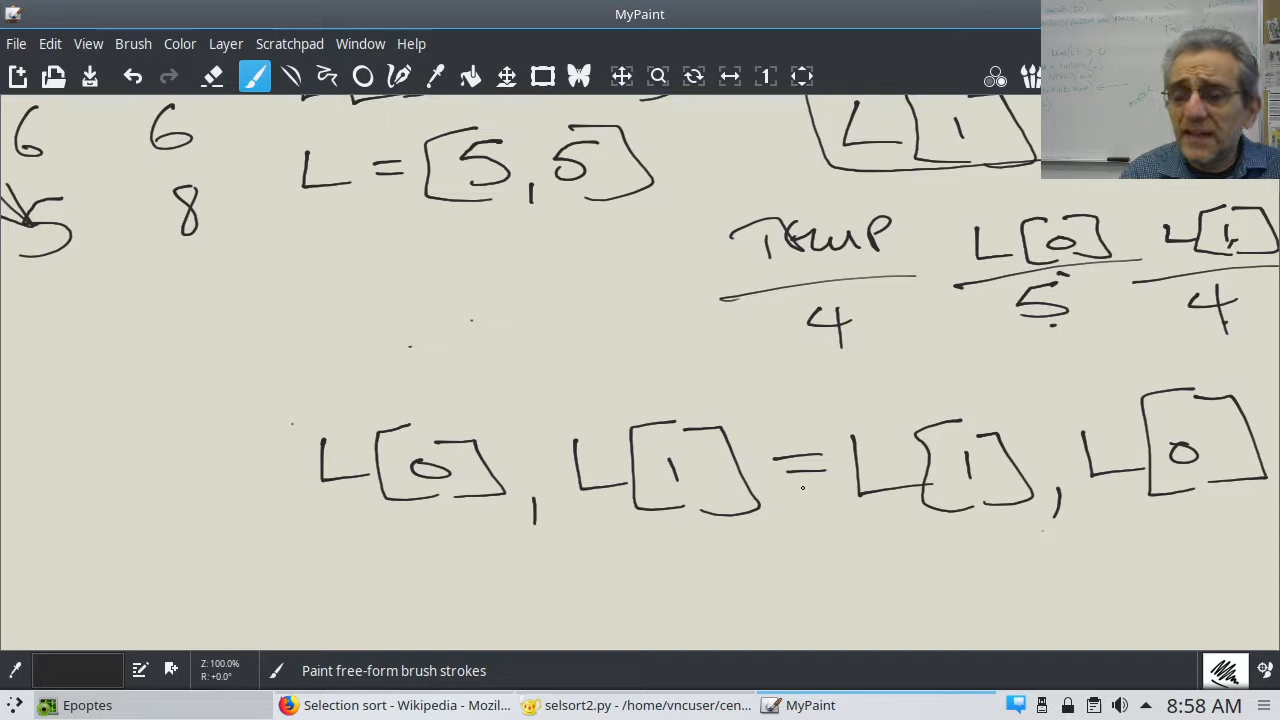 MyPaint
File Edit View Brush Color Layer Scratchpad Window Help
6 6
L = [5, 5]
L[1]
5 8
TEMP L[0] L[1]
4 5 4
L[0], L[1] = L[1], L[0]
Z: 100.0%
R: +0.0°
Paint free-form brush strokes
Epoptes
Selection sort - Wikipedia - Mozil...
selsort2.py - /home/vncuser/cen...
MyPaint
8:58 AM